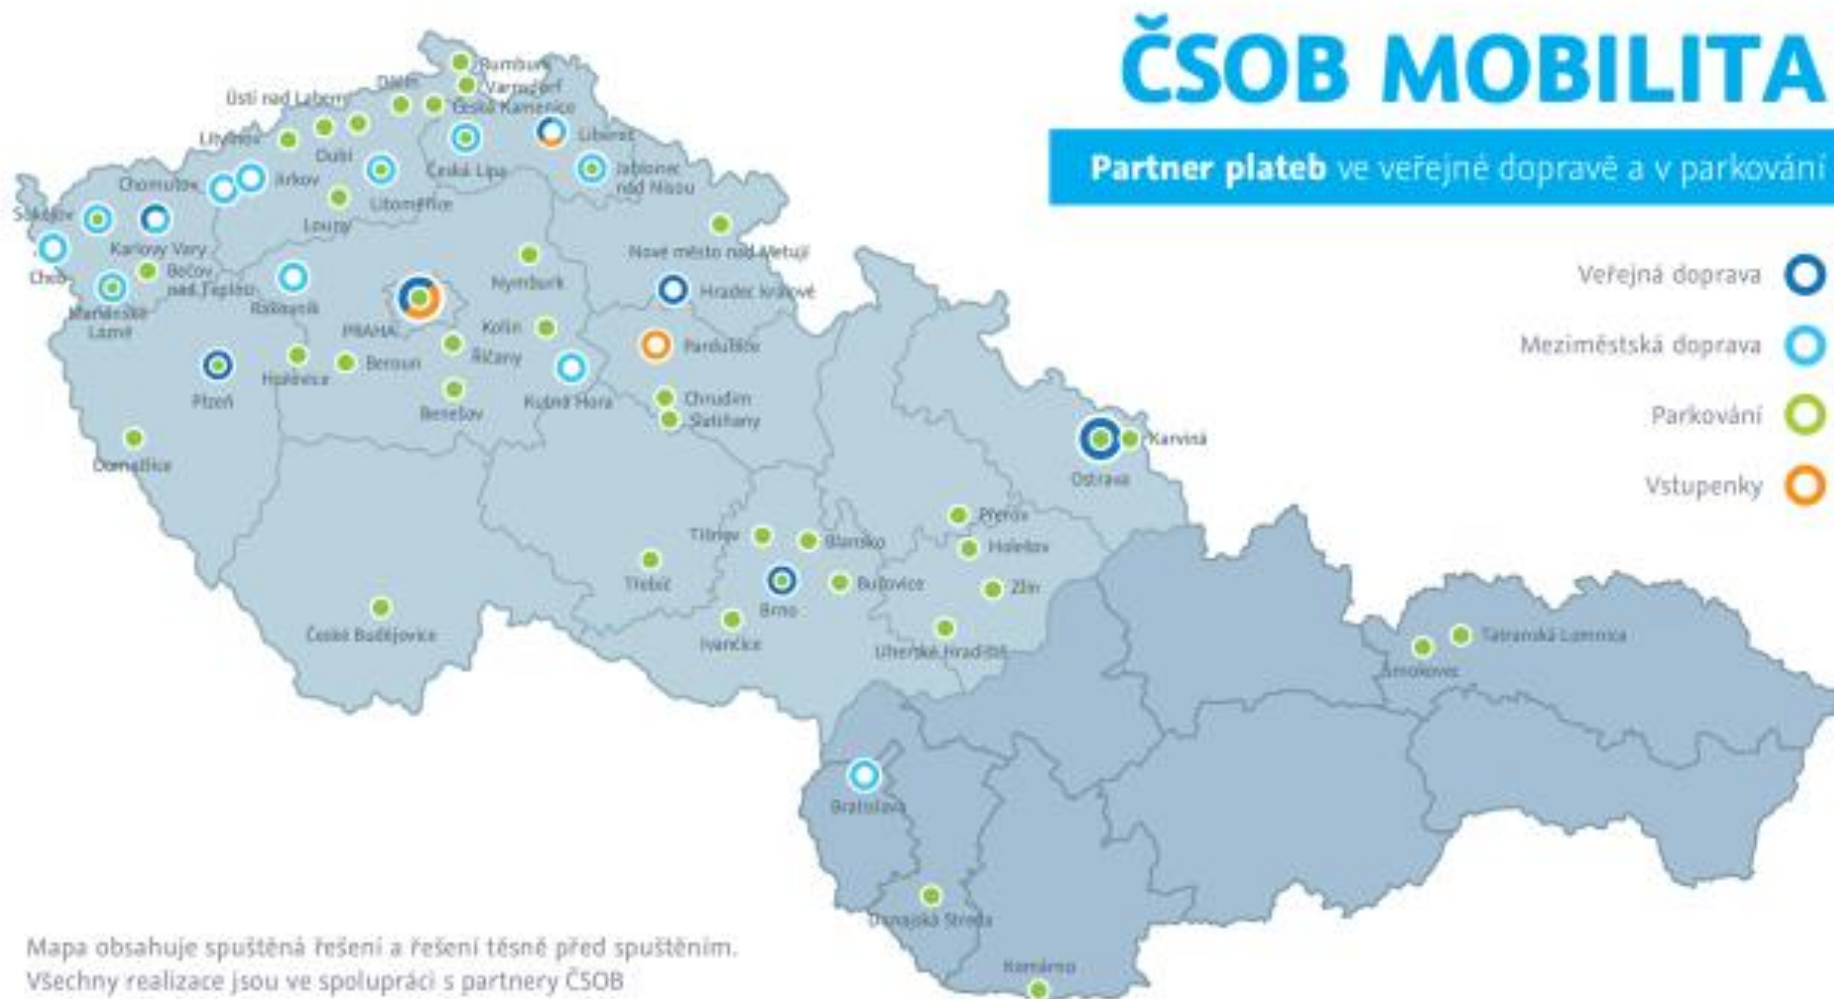 ČSOB MOBILITA
Partner plateb ve veřejné dopravě a v parkování
Veřejná doprava
Meziměstská doprava
Parkování
Vstupenky
Rumburk
Děčín
Varnsdorf
Ústí nad Labem
Česká Kamenice
Litvínov
Liberec
Dubí
Česká Lípa
Jablonec
nad Nisou
Chomutov
Jirkov
Litoměřice
Sokolov
Louny
Karlovy Vary
Nové město nad Metují
Cheb
Bečov
nad Teplou
Nymburk
Hradec králové
Rakovník
Mariánské
Lázně
PRAHA
Kolín
Pardubice
Říčany
Hořovice
Beroun
Plzeň
Benešov
Kutná Hora
Chrudim
Slatiňany
Domažlice
Karviná
Ostrava
Přerov
Tišnov
Blansko
Holešov
Třebíč
Bučovice
Zlín
Brno
České Budějovice
Ivančice
Uherské Hradiště
Tatranská Lomnica
Smokovec
Bratislava
Dunajská Streda
Komárno
Mapa obsahuje spuštěná řešení a řešení těsně před spuštěním.
Všechny realizace jsou ve spolupráci s partnery ČSOB